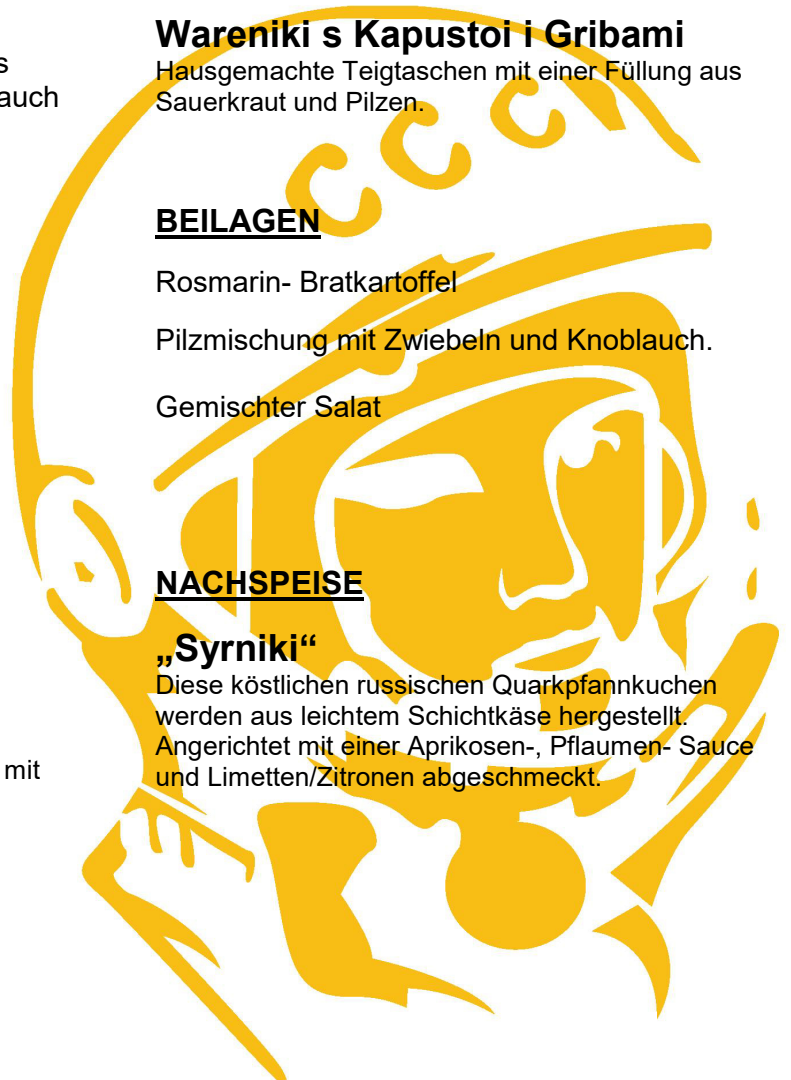 s
auch
mit
Wareniki s Kapustoi i Gribami
Hausgemachte Teigtaschen mit einer Füllung aus
Sauerkraut und Pilzen.
CCC
BEILAGEN
Rosmarin- Bratkartoffel
Pilzmischung mit Zwiebeln und Knoblauch.
Gemischter Salat
NACHSPEISE
„Syrniki“
Diese köstlichen russischen Quarkpfannkuchen
werden aus leichtem Schichtkäse hergestellt.
Angerichtet mit einer Aprikosen-, Pflaumen- Sauce
und Limetten/Zitronen abgeschmeckt.